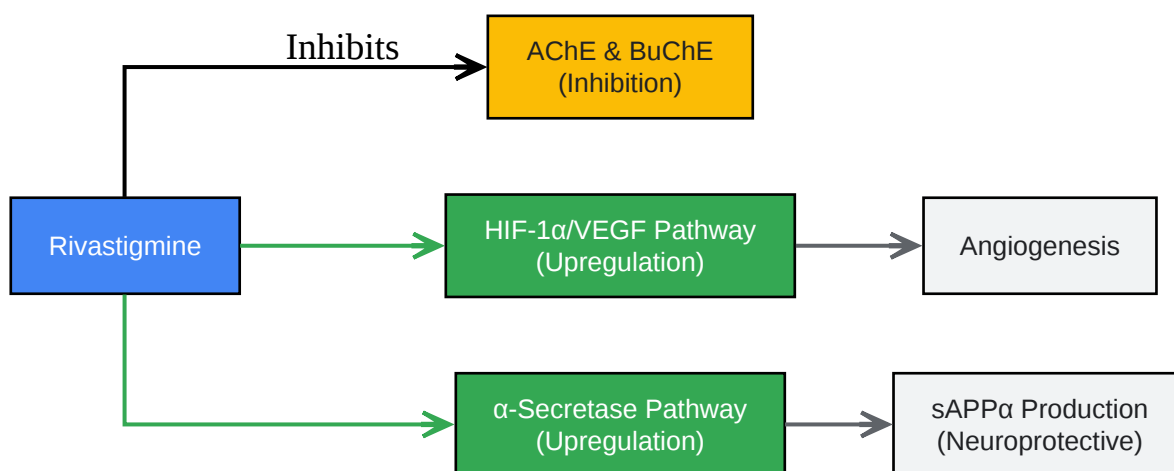 Inhibits
AChE & BuChE
(Inhibition)
Rivastigmine
HIF-1α/VEGF Pathway
(Upregulation)
Angiogenesis
α-Secretase Pathway
(Upregulation)
sAPPα Production
(Neuroprotective)